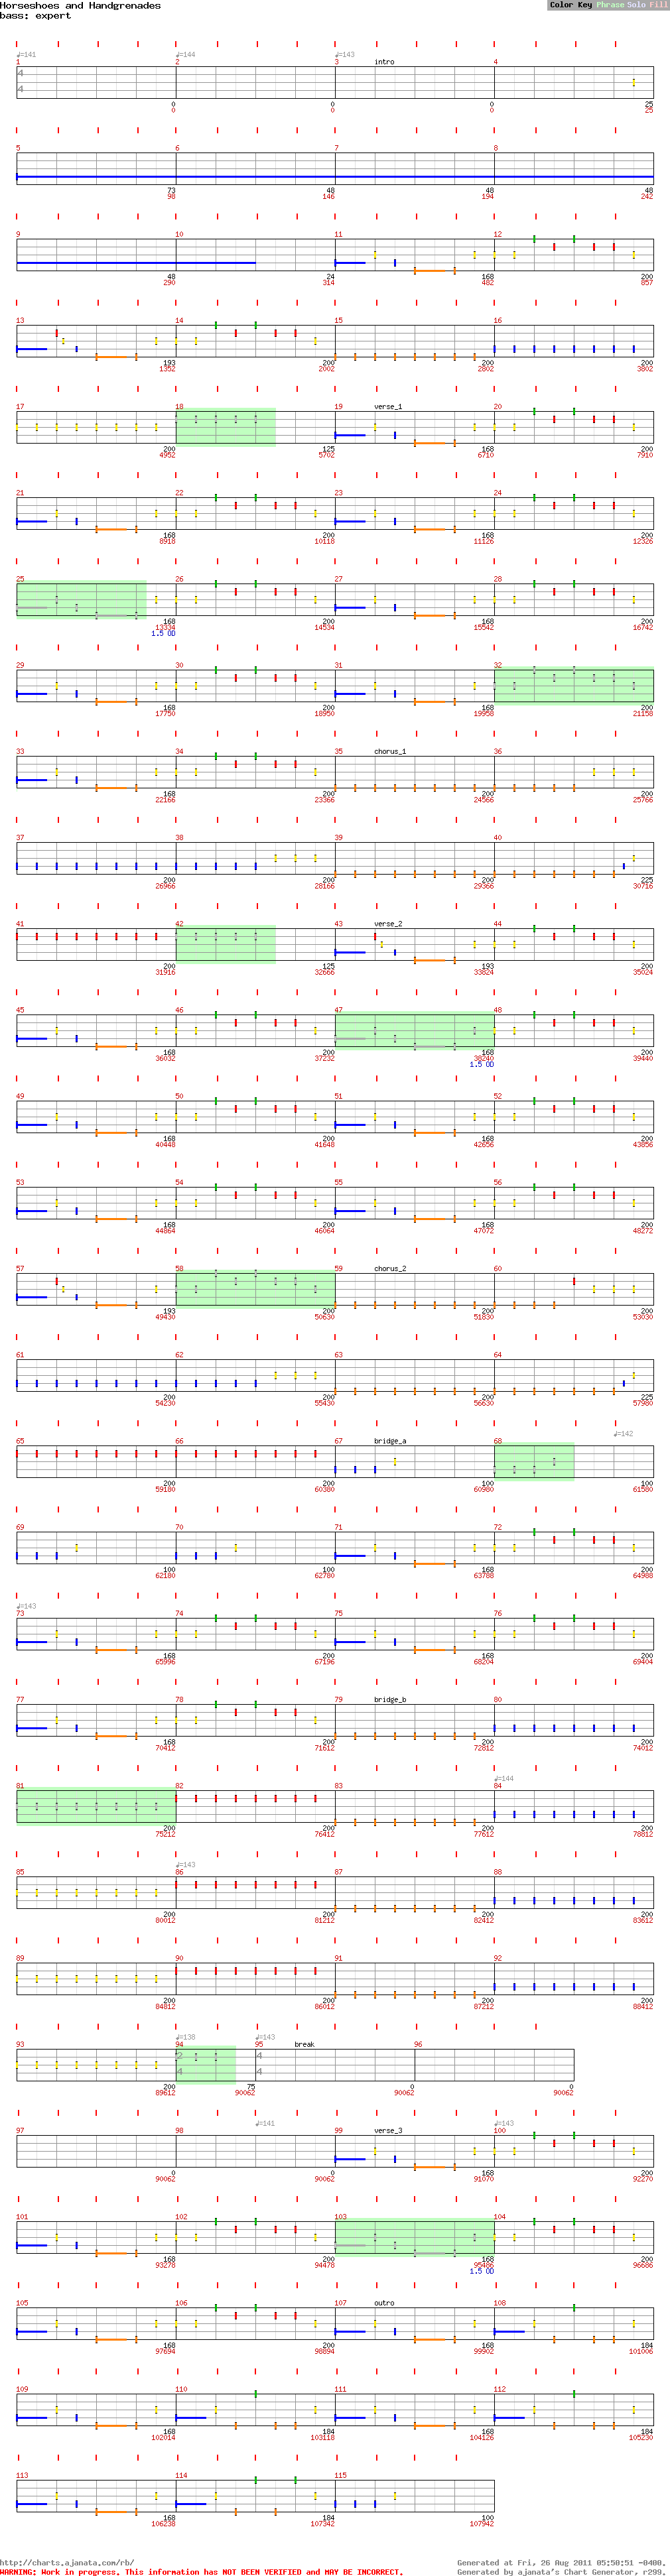 Horseshoes and Handgrenades
bass: expert
Color Key Phrase Solo Fill
♩=141 ♩=144 ♩=143
1 2 3 intro 4
4
4
0 0 0 25
0 0 0 25
5 6 7 8
73 48 48 48
98 146 194 242
9 10 11 12
48 24 168 200
290 314 482 857
13 14 15 16
193 200 200 200
1352 2002 2802 3802
17 18 19 verse_1 20
200 125 168 200
4952 5702 6710 7910
21 22 23 24
168 200 168 200
8918 10118 11126 12326
25 26 27 28
168 200 168 200
13334 14534 15542 16742
1.5 OD
29 30 31 32
168 200 168 200
17750 18950 19958 21158
33 34 35 chorus_1 36
168 200 200 200
22166 23366 24566 25766
37 38 39 40
200 200 200 225
26966 28166 29366 30716
41 42 43 verse_2 44
200 125 193 200
31916 32666 33824 35024
45 46 47 48
168 200 168 200
36032 37232 38240 39440
1.5 OD
49 50 51 52
168 200 168 200
40448 41648 42656 43856
53 54 55 56
168 200 168 200
44864 46064 47072 48272
57 58 59 chorus_2 60
193 200 200 200
49430 50630 51830 53030
61 62 63 64
200 200 200 225
54230 55430 56630 57980
♩=142
65 66 67 bridge_a 68
200 200 100 100
59180 60380 60980 61580
69 70 71 72
100 100 168 200
62180 62780 63788 64988
♩=143
73 74 75 76
168 200 168 200
65996 67196 68204 69404
77 78 79 bridge_b 80
168 200 200 200
70412 71612 72812 74012
♩=144
81 82 83 84
200 200 200 200
75212 76412 77612 78812
♩=143
85 86 87 88
200 200 200 200
80012 81212 82412 83612
89 90 91 92
200 200 200 200
84812 86012 87212 88412
♩=138 ♩=143
93 94 95 break 96
2 4
4 4
200 75 0 0
89612 90062 90062 90062
♩=141 ♩=143
97 98 99 verse_3 100
0 0 168 200
90062 90062 91070 92270
101 102 103 104
168 200 168 200
93278 94478 95486 96686
1.5 OD
105 106 107 outro 108
168 200 168 184
97694 98894 99902 101006
109 110 111 112
168 184 168 184
102014 103118 104126 105230
113 114 115
168 184 100
106238 107342 107942
http://charts.ajanata.com/rb/ Generated at Fri, 26 Aug 2011 05:50:51 -0400.
WARNING: Work in progress. This information has NOT BEEN VERIFIED and MAY BE INCORRECT. Generated by ajanata's Chart Generator, r299.